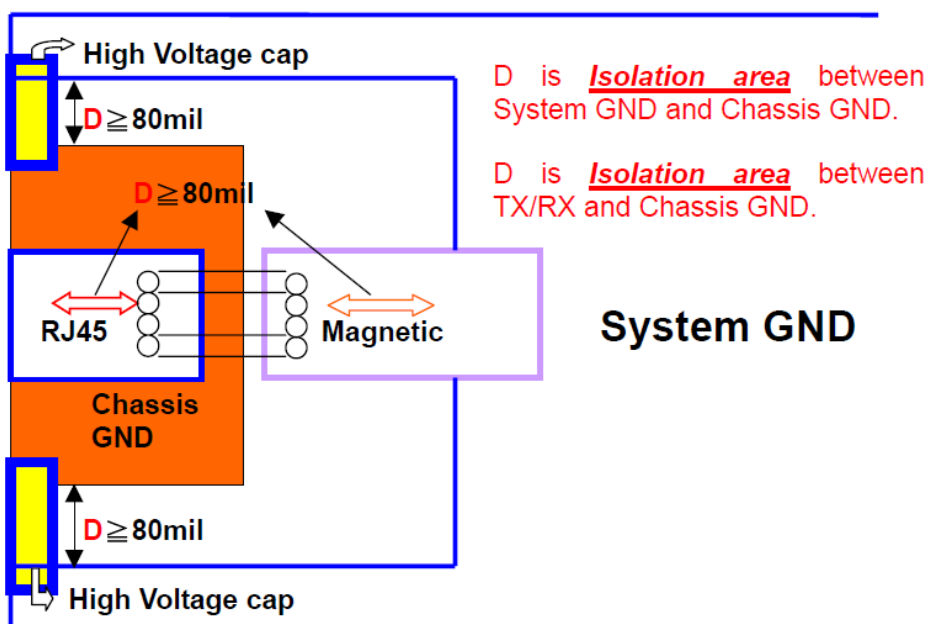 High Voltage cap
D≧80mil
D is Isolation area between
System GND and Chassis GND.
D≧80mil
D is Isolation area between
TX/RX and Chassis GND.
RJ45
Magnetic
System GND
Chassis
GND
D≧80mil
High Voltage cap